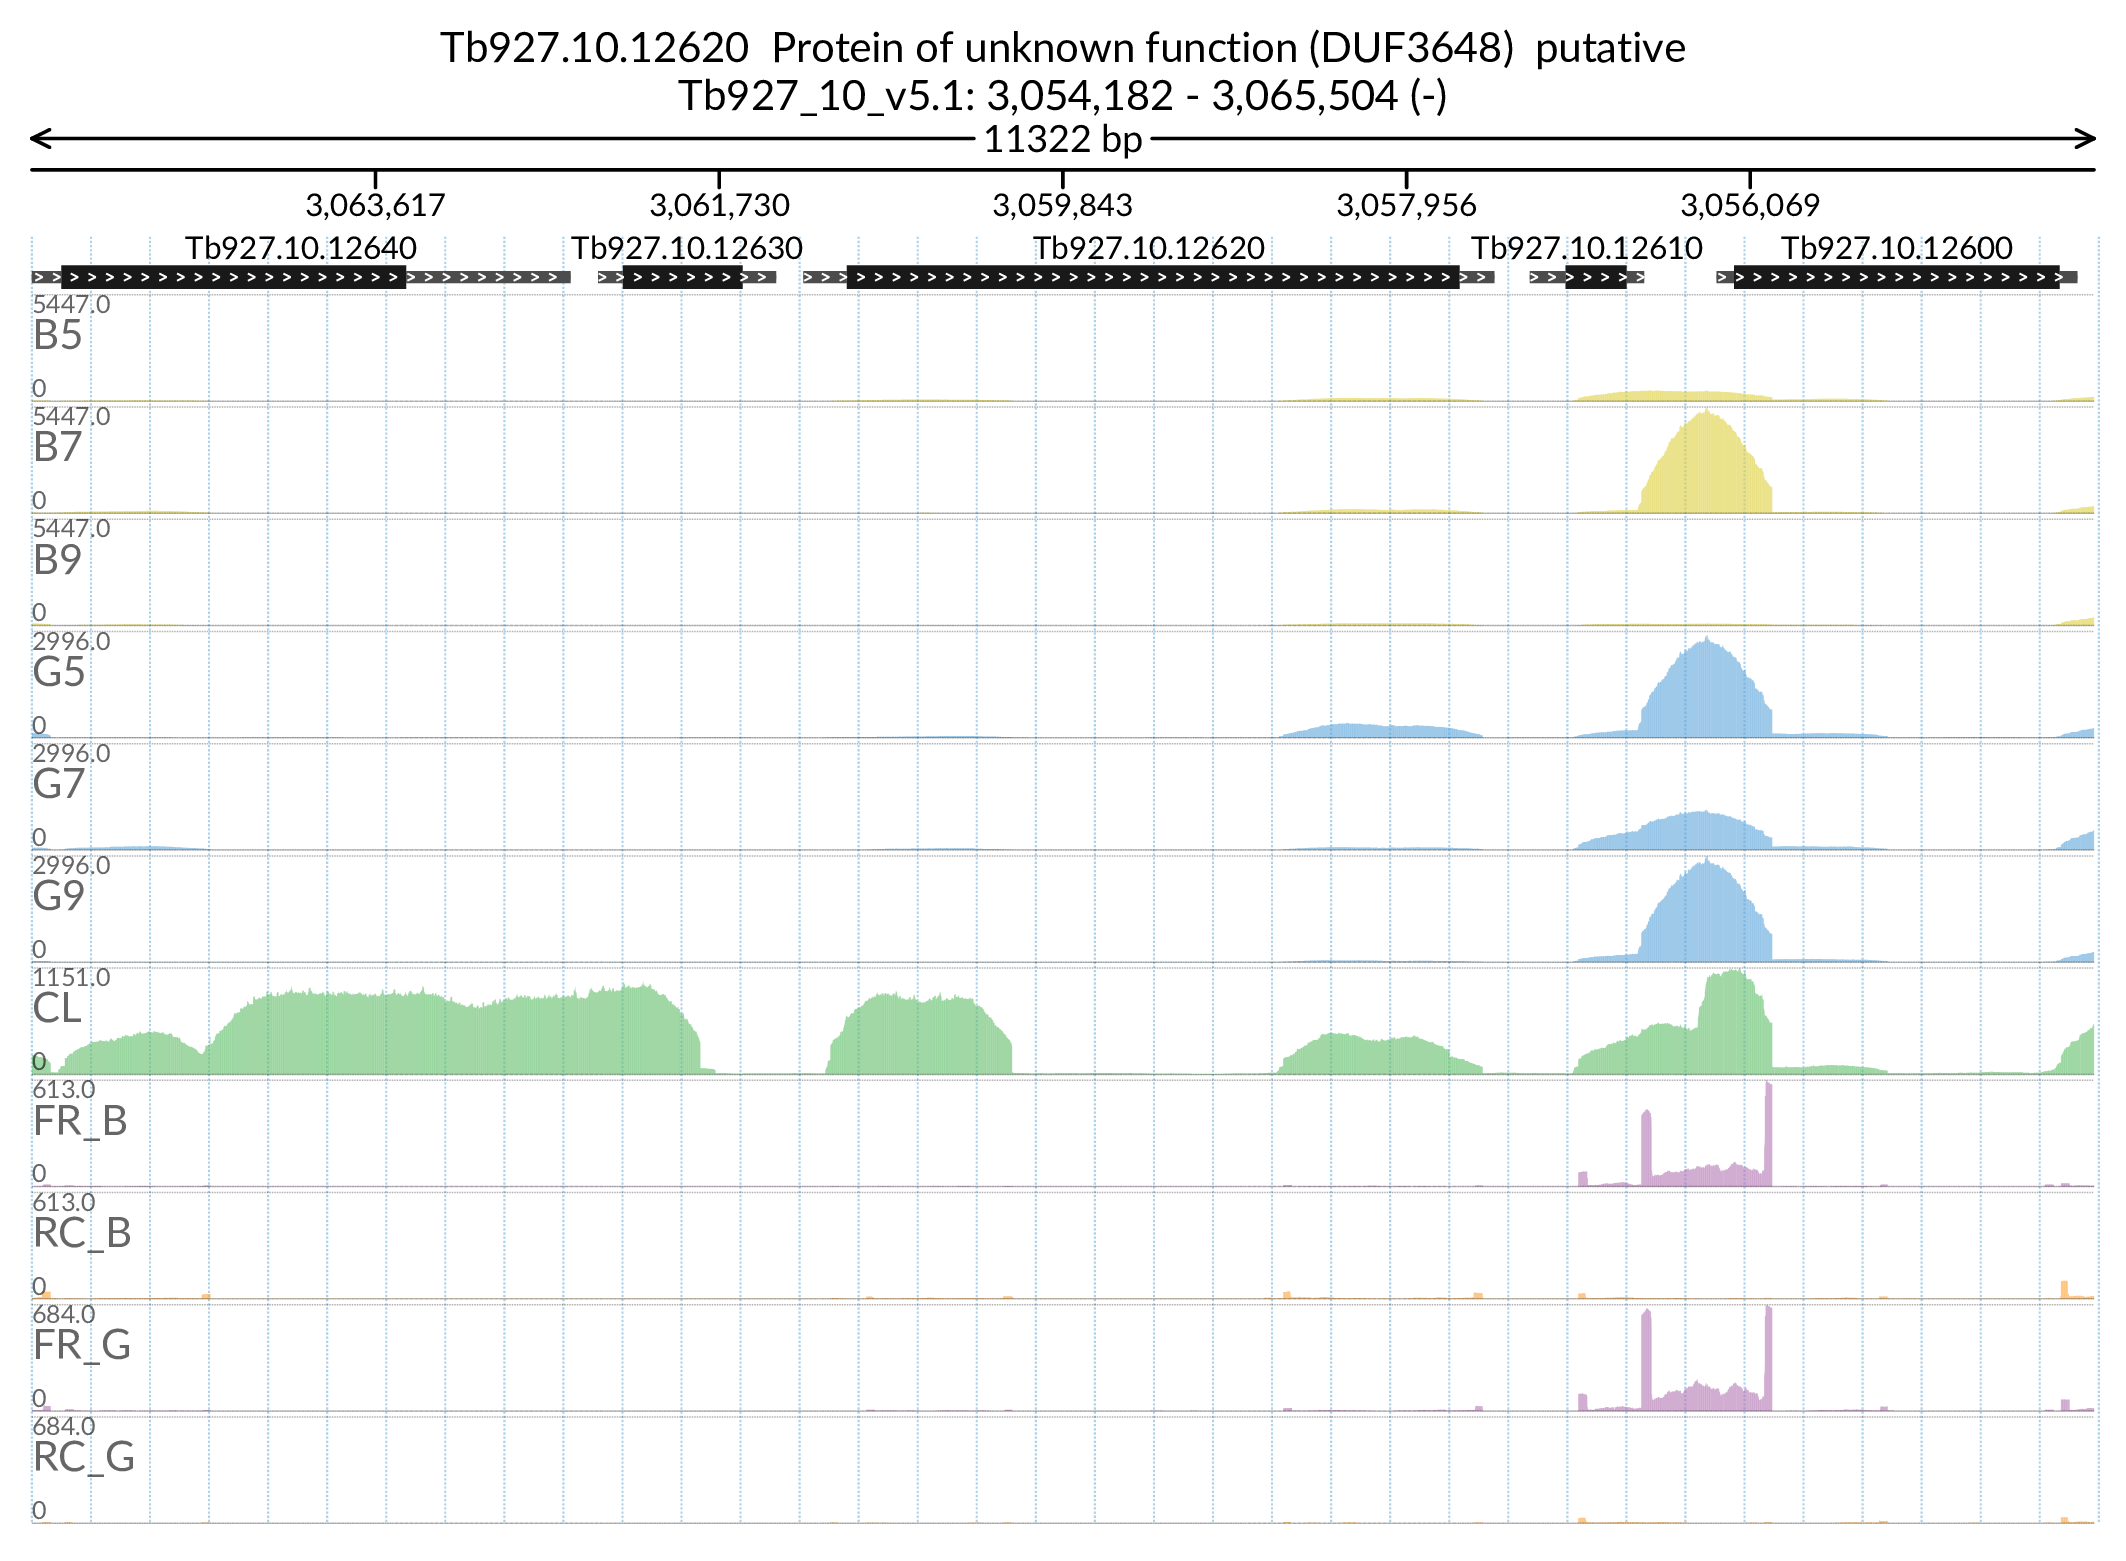 Tb927.10.12620  Protein of unknown function (DUF3648)  putative
Tb927_10_v5.1: 3,054,182 - 3,065,504 (-)
11322 bp
3,063,617 3,061,730 3,059,843 3,057,956 3,056,069
Tb927.10.12640 Tb927.10.12630 Tb927.10.12620 Tb927.10.12610 Tb927.10.12600
5447.0
B5
0
5447.0
B7
0
5447.0
B9
0
2996.0
G5
0
2996.0
G7
0
2996.0
G9
0
1151.0
CL
0
613.0
FR_B
0
613.0
RC_B
0
684.0
FR_G
0
684.0
RC_G
0